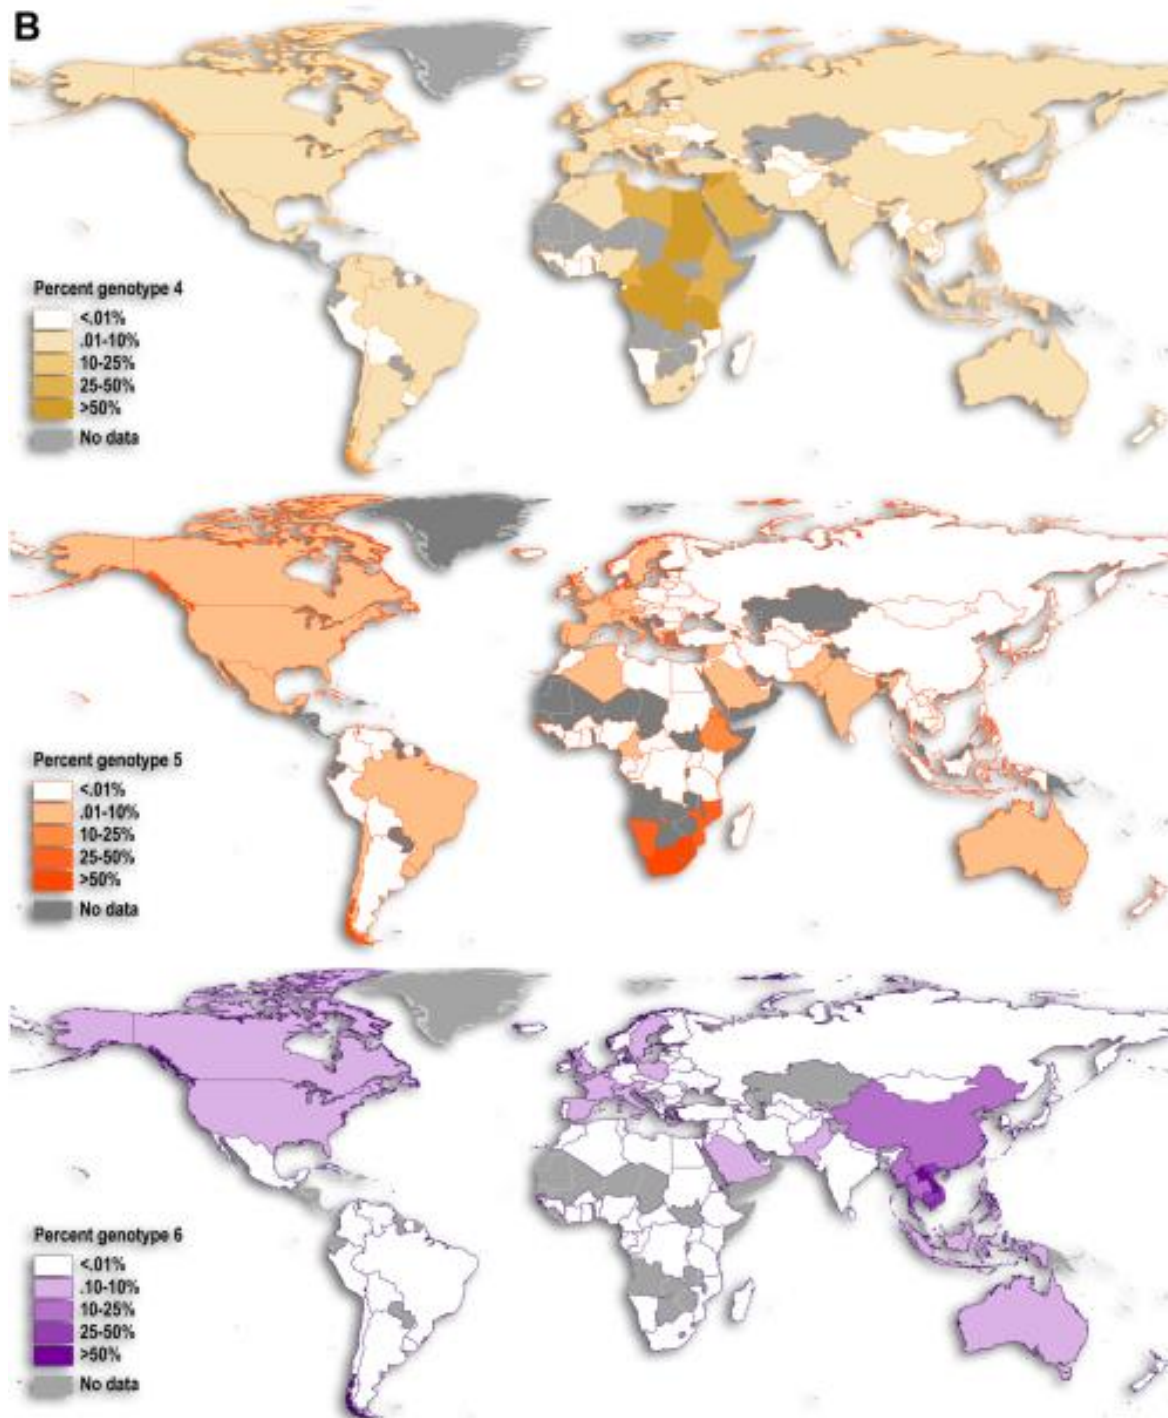 B
Percent genotype 4
<.01%
.01-10%
10-25%
25-50%
>50%
No data
Percent genotype 5
<.01%
.01-10%
10-25%
25-50%
>50%
No data
Percent genotype 6
<.01%
.10-10%
10-25%
25-50%
>50%
No data